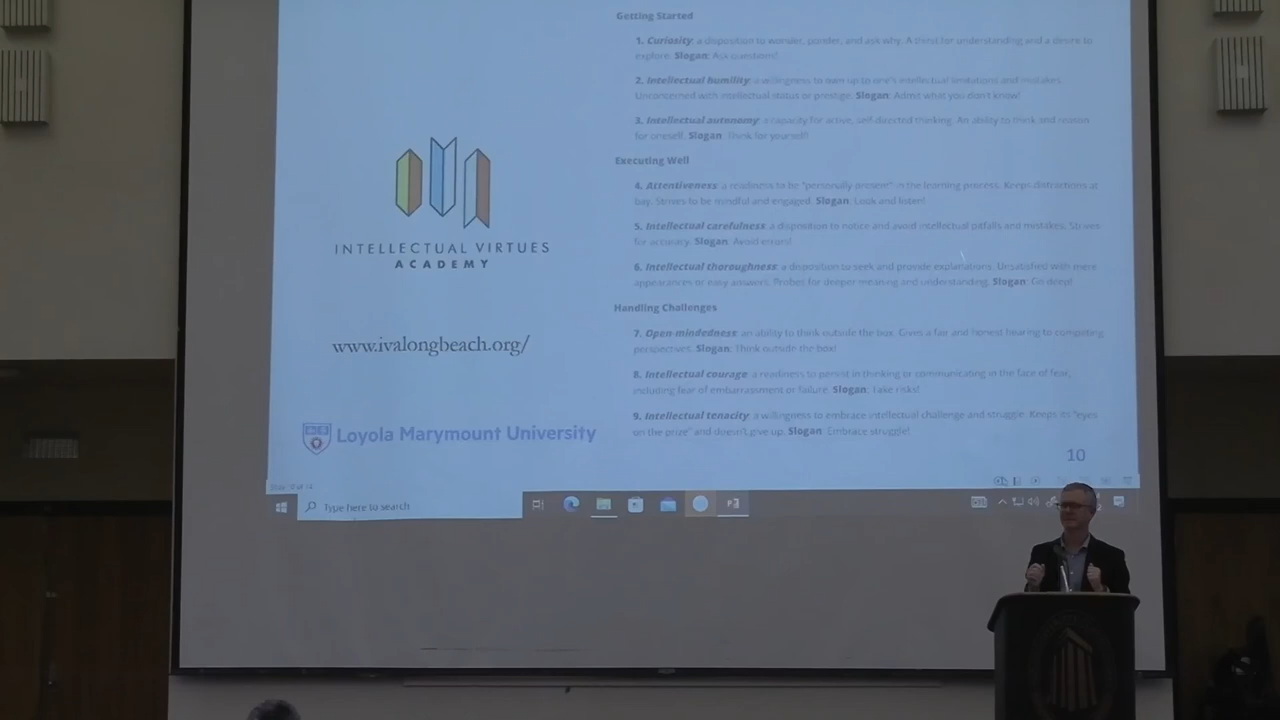 Getting Started
1. Curiosity: a disposition to wonder, ponder, and ask why. A thirst for understanding and a desire to
explore. Slogan: Ask questions!
2. Intellectual humility: a willingness to own up to one's intellectual limitations and mistakes.
Unconcerned with intellectual status or prestige. Slogan: Admit what you don't know!
3. Intellectual autonomy: a capacity for active, self-directed thinking. An ability to think and reason
for oneself. Slogan: Think for yourself!
Executing Well
4. Attentiveness: a readiness to be "personally present" in the learning process. Keeps distractions at
bay. Strives to be mindful and engaged. Slogan: Look and listen!
5. Intellectual carefulness: a disposition to notice and avoid intellectual pitfalls and mistakes. Strives
for accuracy. Slogan: Avoid errors!
6. Intellectual thoroughness: a disposition to seek and provide explanations. Unsatisfied with mere
appearances or easy answers. Probes for deeper meaning and understanding. Slogan: Go deep!
Handling Challenges
7. Open-mindedness: an ability to think outside the box. Gives a fair and honest hearing to competing
perspectives. Slogan: Think outside the box!
8. Intellectual courage: a readiness to persist in thinking or communicating in the face of fear,
including fear of embarrassment or failure. Slogan: Take risks!
9. Intellectual tenacity: a willingness to embrace intellectual challenge and struggle. Keeps its "eyes
on the prize" and doesn't give up. Slogan: Embrace struggle!
INTELLECTUAL VIRTUES
ACADEMY
www.ivalongbeach.org/
Loyola Marymount University
10
Type here to search